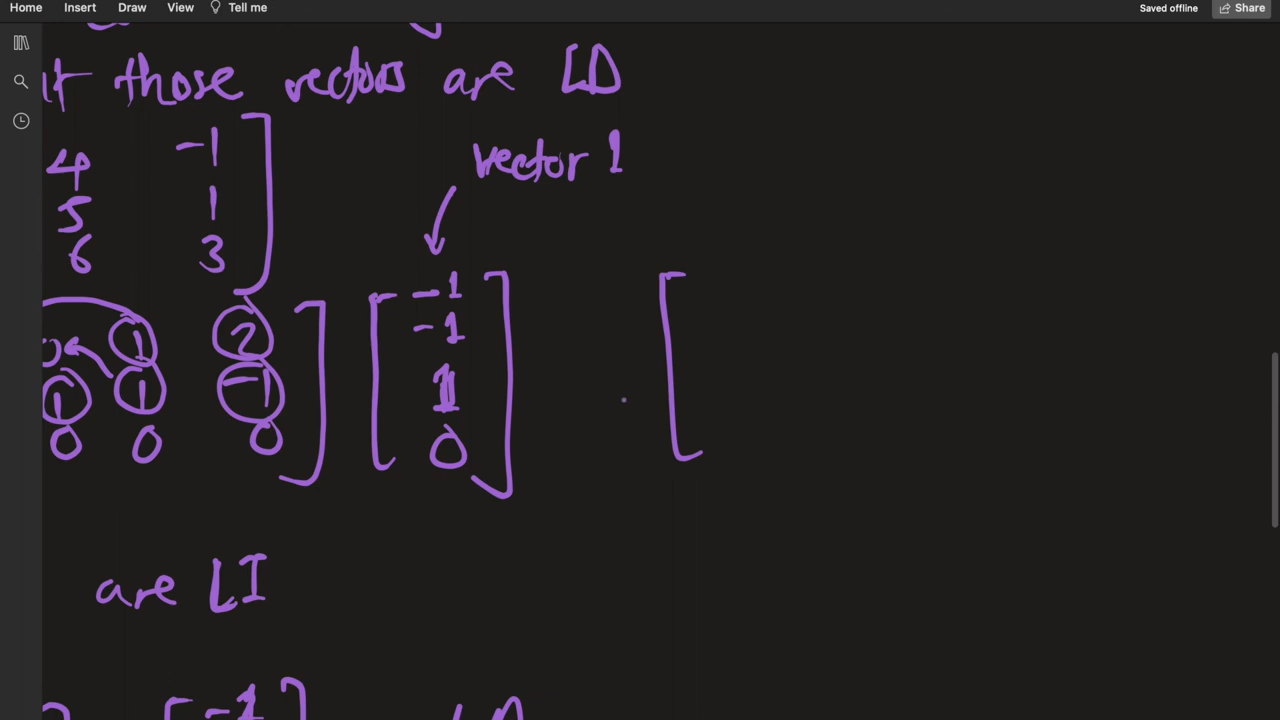 Home Insert Draw View Tell me Saved offline Share
those vectors are LD
4 -1
vector 1
5 1
6 3
-1
1 2 -1
1 1 -1 1
0 0 0 0
are LI